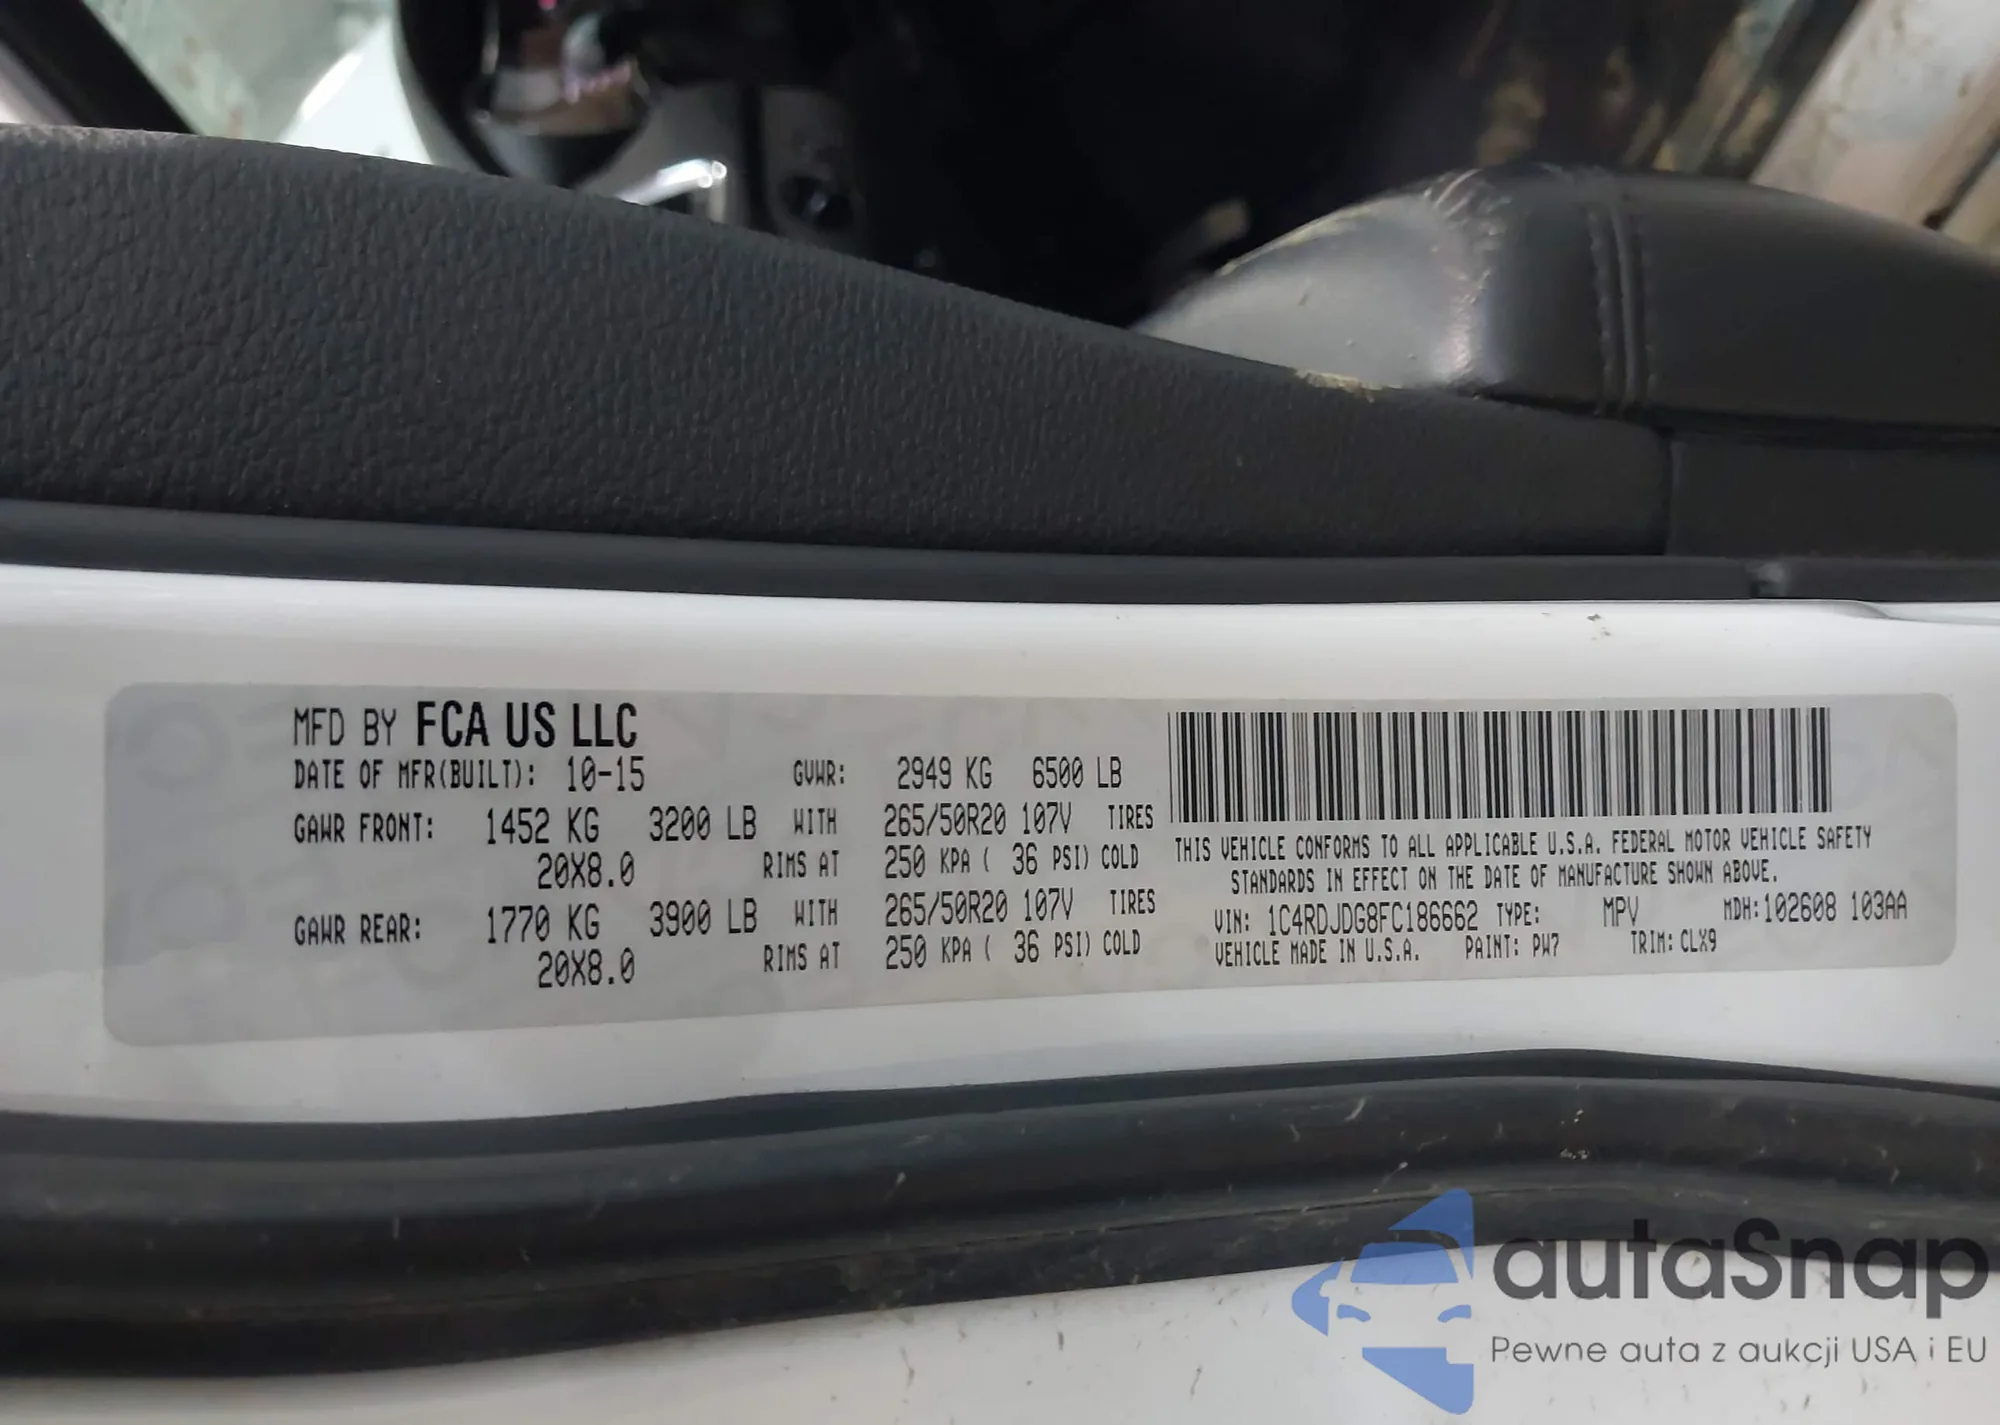 MFD BY FCA US LLC
DATE OF MFR(BUILT): 10-15 GVWR: 2949 KG 6500 LB
GAWR FRONT: 1452 KG 3200 LB WITH 265/50R20 107V TIRES
20X8.0 RIMS AT 250 KPA ( 36 PSI) COLD
GAWR REAR: 1770 KG 3900 LB WITH 265/50R20 107V TIRES
20X8.0 RIMS AT 250 KPA ( 36 PSI) COLD
THIS VEHICLE CONFORMS TO ALL APPLICABLE U.S.A. FEDERAL MOTOR VEHICLE SAFETY
STANDARDS IN EFFECT ON THE DATE OF MANUFACTURE SHOWN ABOVE.
VIN: 1C4RDJDG8FC186662 TYPE: MPV MDH:102608 103AA
VEHICLE MADE IN U.S.A. PAINT: PW7 TRIM: CLX9
autaSnap
Pewne auta z aukcji USA i EU